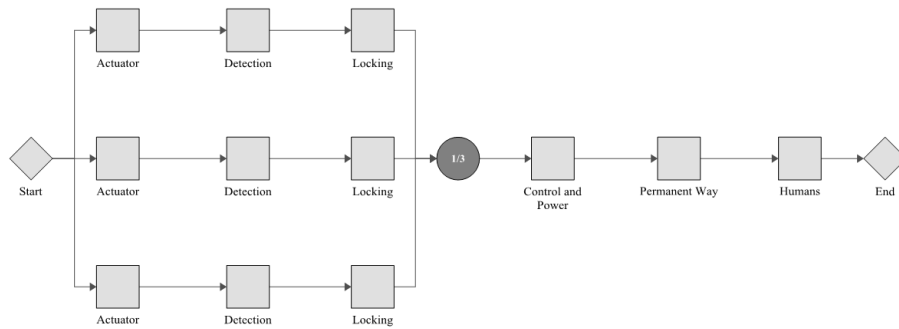 Actuator
Detection
Locking
Start
Actuator
Detection
Locking
1/3
Control and
Power
Permanent Way
Humans
End
Actuator
Detection
Locking